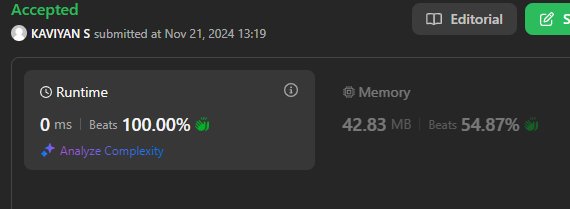 Accepted
Editorial
KAVIYAN S submitted at Nov 21, 2024 13:19
Runtime
0 ms | Beats 100.00%
Analyze Complexity
Memory
42.83 MB | Beats 54.87%